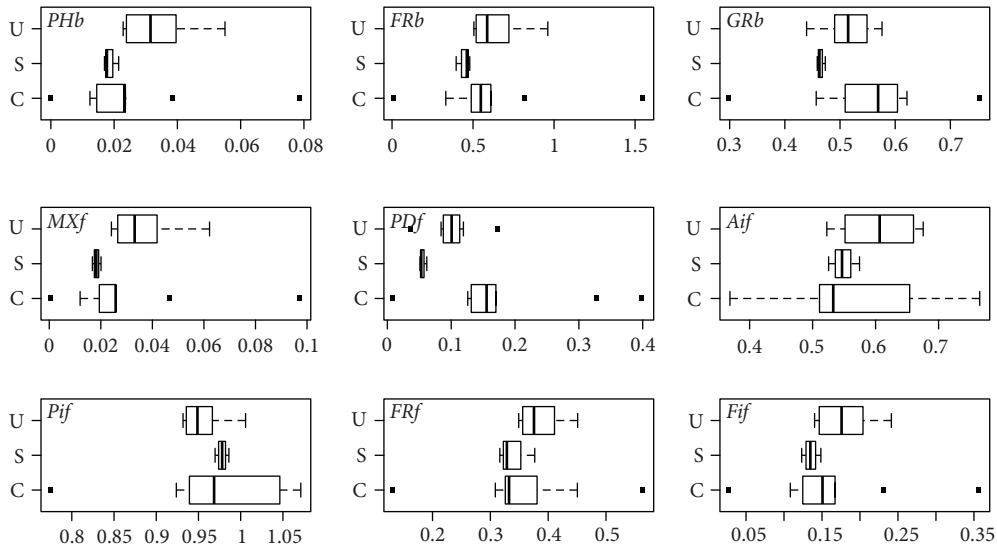 PHb
FRb
GRb
U
S
C
U
S
C
U
S
C
0 0.02 0.04 0.06 0.08
0 0.5 1 1.5
0.3 0.4 0.5 0.6 0.7
MXf
PDf
Aif
U
S
C
U
S
C
U
S
C
0 0.02 0.04 0.06 0.08 0.1
0 0.1 0.2 0.3 0.4
0.4 0.5 0.6 0.7
Pif
FRf
Fif
U
S
C
U
S
C
U
S
C
0.8 0.85 0.9 0.95 1 1.05
0.2 0.3 0.4 0.5
0.05 0.15 0.25 0.35